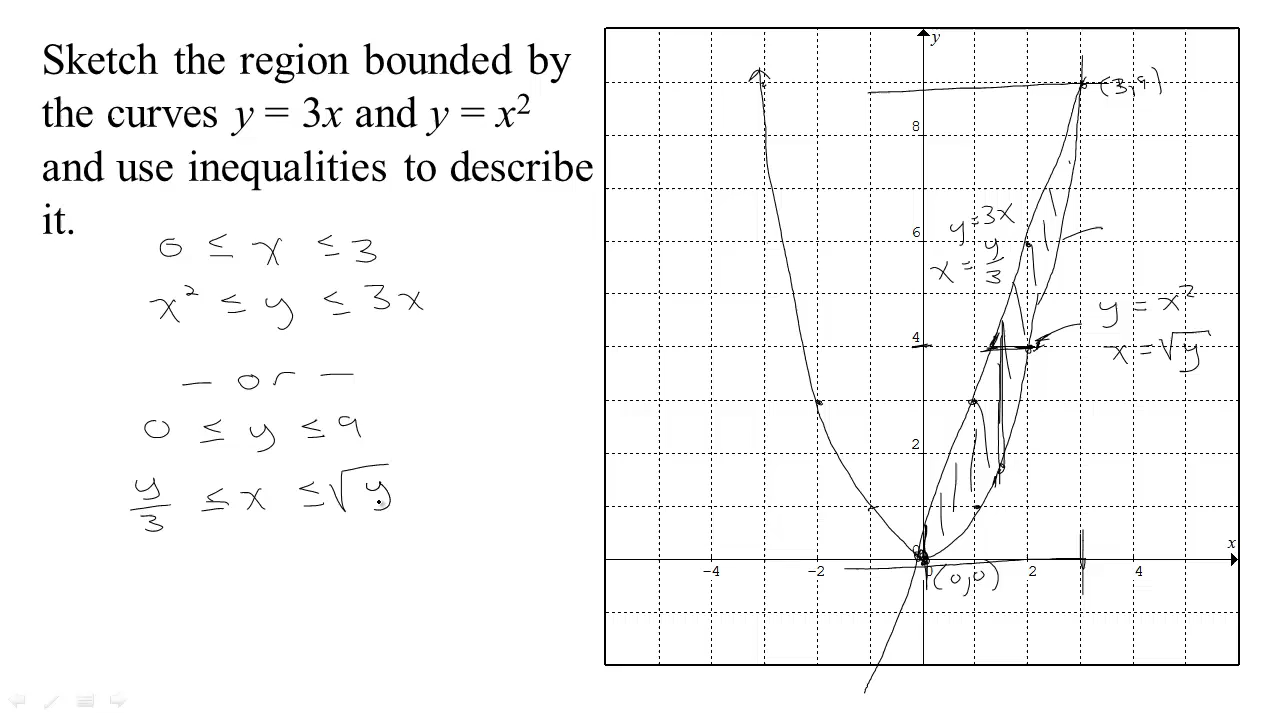 Sketch the region bounded by
the curves y = 3x and y = x²
and use inequalities to describe
it.
0 ≤ x ≤ 3
x² ≤ y ≤ 3x
— or —
0 ≤ y ≤ 9
y/3 ≤ x ≤ √y
y
(3,9)
8
6
y = 3x
x = y/3
y = x²
x = √y
4
2
x
-4
-2
0
2
4
(0,0)